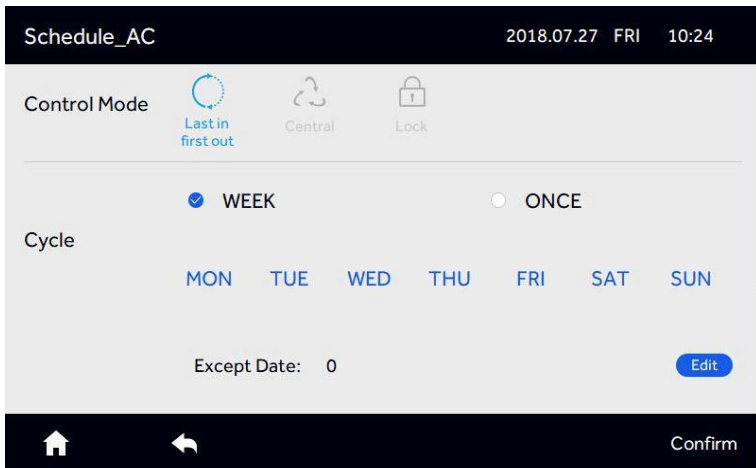 Schedule_AC 2018.07.27 FRI 10:24
Control Mode
Last in
first out
Central
Lock
WEEK ONCE
Cycle
MON TUE WED THU FRI SAT SUN
Except Date: 0 Edit
Confirm